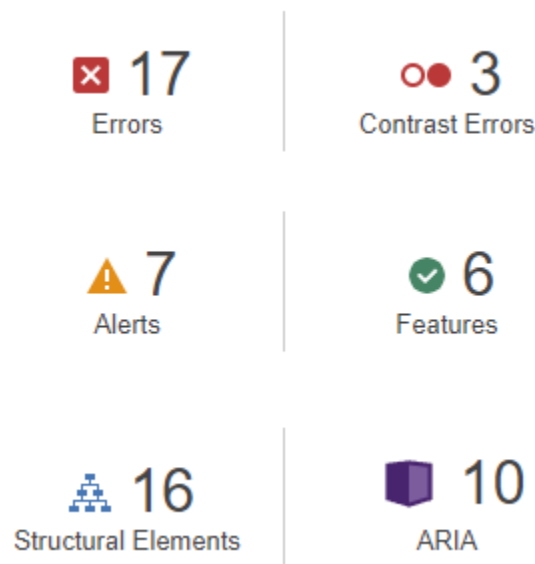 17 3
Errors Contrast Errors
7 6
Alerts Features
16 10
Structural Elements ARIA